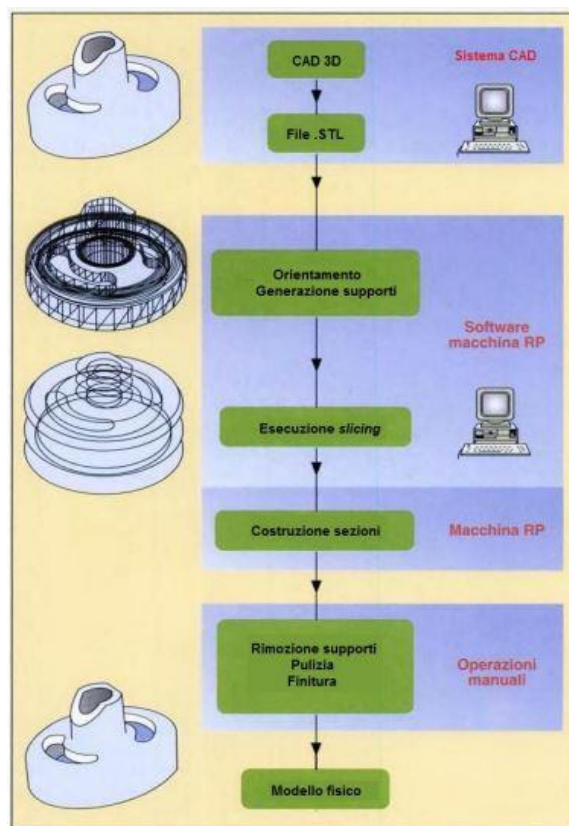 CAD 3D
Sistema CAD
File .STL
Orientamento
Generazione supporti
Software
macchina RP
Esecuzione slicing
Costruzione sezioni
Macchina RP
Rimozione supporti
Pulizia
Finitura
Operazioni
manuali
Modello fisico